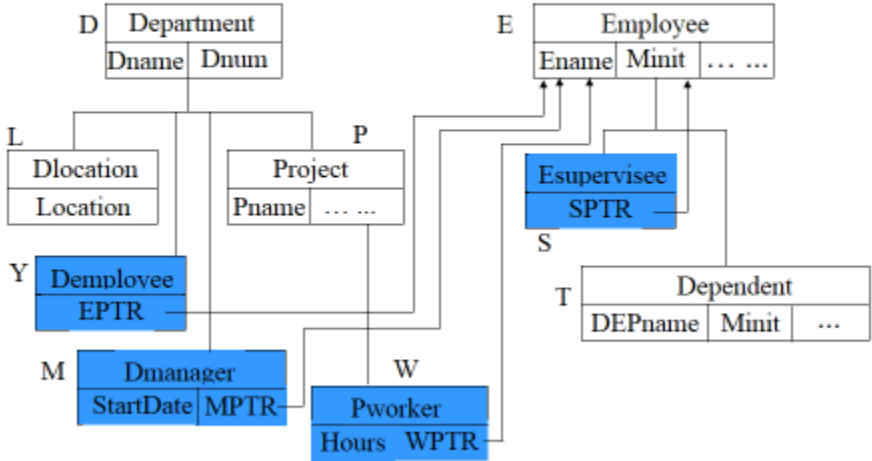 D Department
Dname Dnum
E Employee
Ename Minit … ...
L
Dlocation
Location
P
Project
Pname … ...
Esupervisee
SPTR
S
Y Demployee
EPTR
T Dependent
DEPname Minit ...
M Dmanager
StartDate MPTR
W
Pworker
Hours WPTR